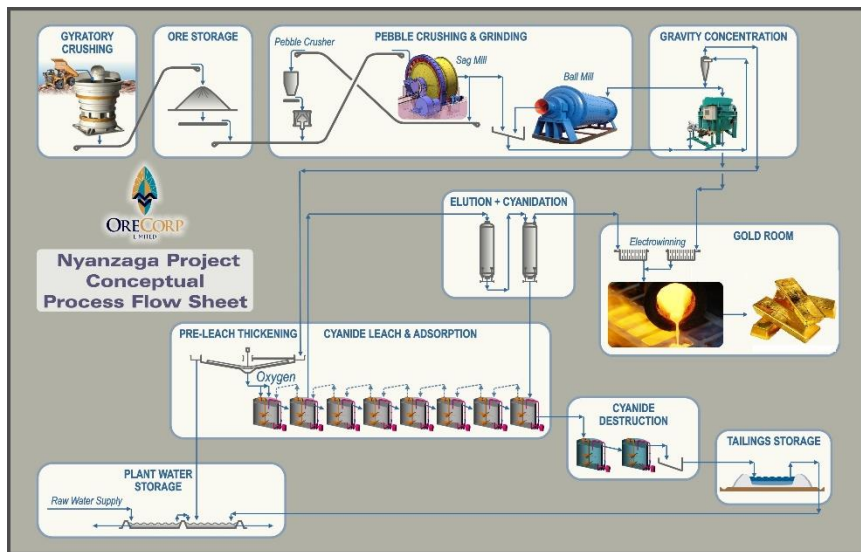 GYRATORY
CRUSHING
ORE STORAGE
PEBBLE CRUSHING & GRINDING
Pebble Crusher
Sag Mill
Ball Mill
GRAVITY CONCENTRATION
ORECORP
LIMITED
Nyanzaga Project
Conceptual
Process Flow Sheet
ELUTION + CYANIDATION
GOLD ROOM
Electrowinning
PRE-LEACH THICKENING
CYANIDE LEACH & ADSORPTION
Oxygen
CYANIDE
DESTRUCTION
TAILINGS STORAGE
PLANT WATER
STORAGE
Raw Water Supply